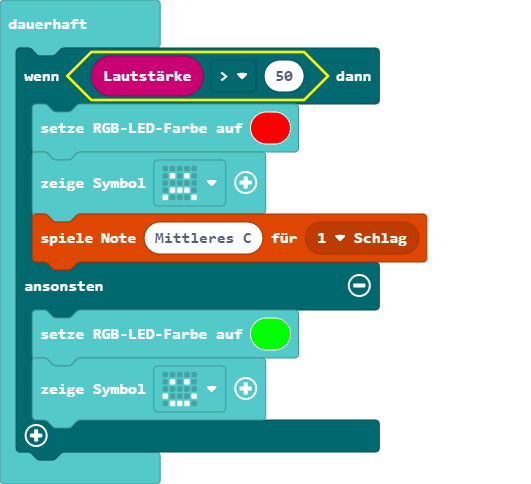 dauerhaft
wenn Lautstärke > 50 dann
setze RGB-LED-Farbe auf
zeige Symbol
spiele Note Mittleres C für 1 Schlag
ansonsten
setze RGB-LED-Farbe auf
zeige Symbol